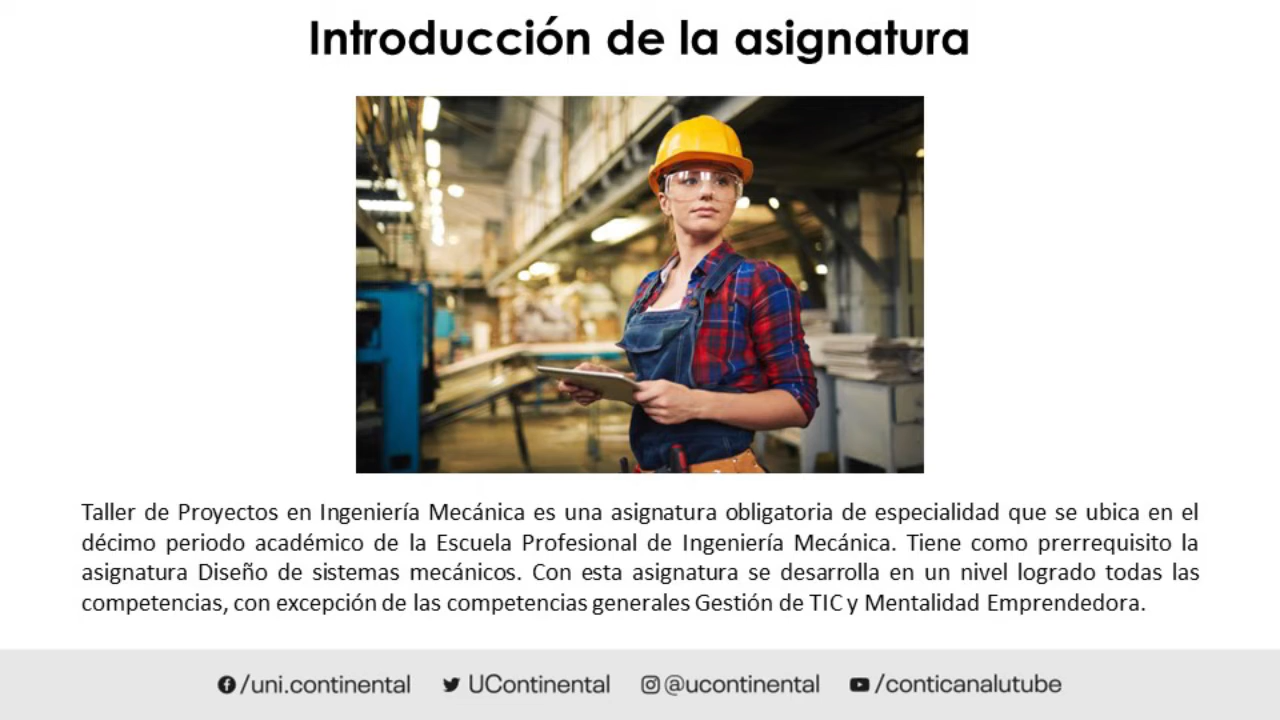 Introducción de la asignatura
Taller de Proyectos en Ingeniería Mecánica es una asignatura obligatoria de especialidad que se ubica en el
décimo periodo académico de la Escuela Profesional de Ingeniería Mecánica. Tiene como prerrequisito la
asignatura Diseño de sistemas mecánicos. Con esta asignatura se desarrolla en un nivel logrado todas las
competencias, con excepción de las competencias generales Gestión de TIC y Mentalidad Emprendedora.
/uni.continental UContinental @ucontinental /conticanalutube